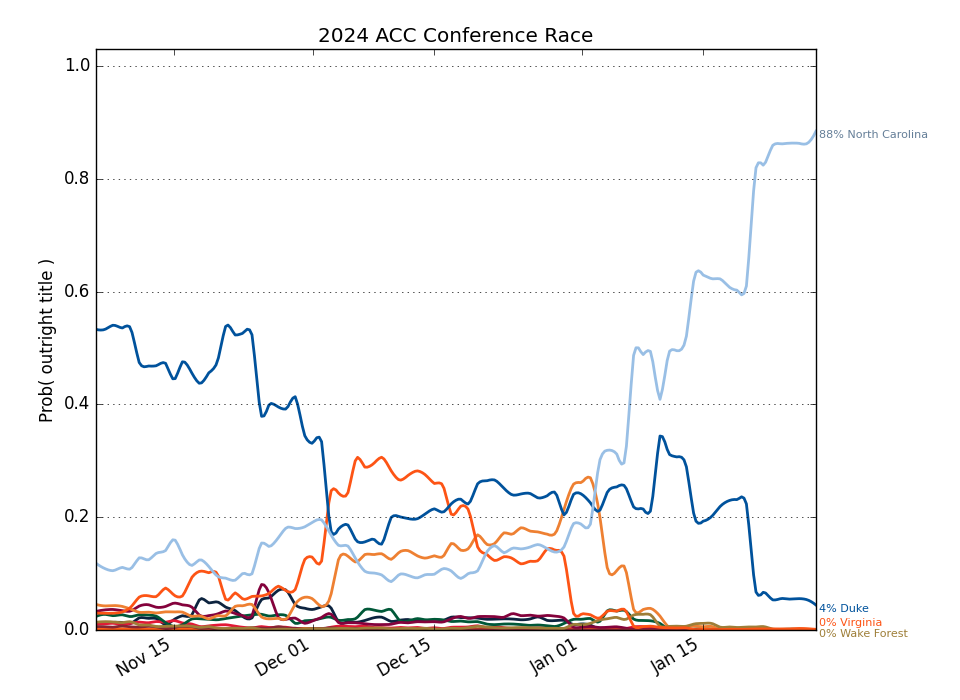 2024 ACC Conference Race
Prob( outright title )
1.0
0.8
0.6
0.4
0.2
0.0
88% North Carolina
4% Duke
0% Virginia
0% Wake Forest
Nov 15
Dec 01
Dec 15
Jan 01
Jan 15